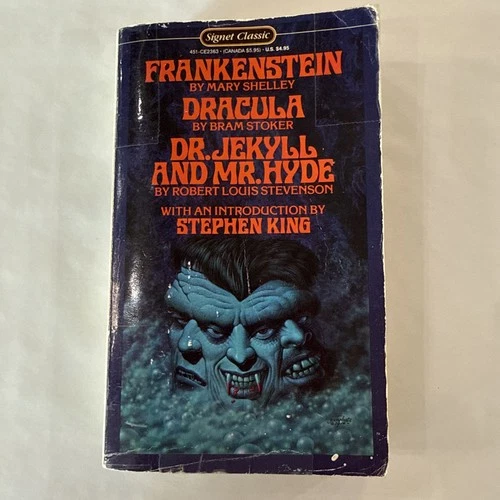 Signet Classic
451-CE2363 • (CANADA $5.95) • U.S. $4.95
FRANKENSTEIN
BY MARY SHELLEY
DRACULA
BY BRAM STOKER
DR. JEKYLL
AND MR. HYDE
BY ROBERT LOUIS STEVENSON
WITH AN INTRODUCTION BY
STEPHEN KING